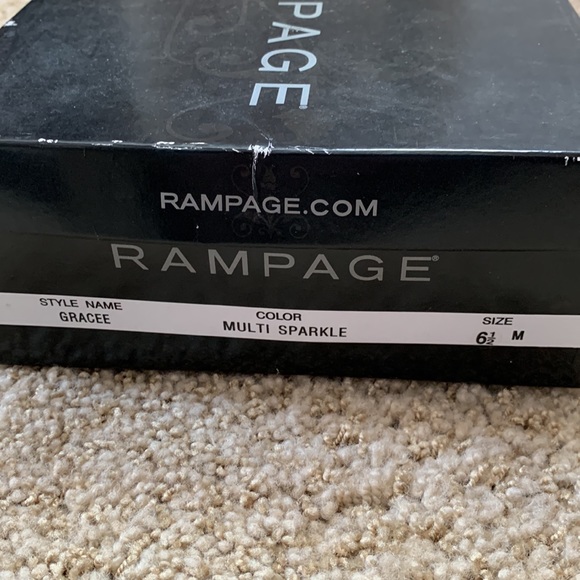 PAGE
RAMPAGE.COM
RAMPAGE®
STYLE NAME COLOR SIZE
GRACEE MULTI SPARKLE 6½ M